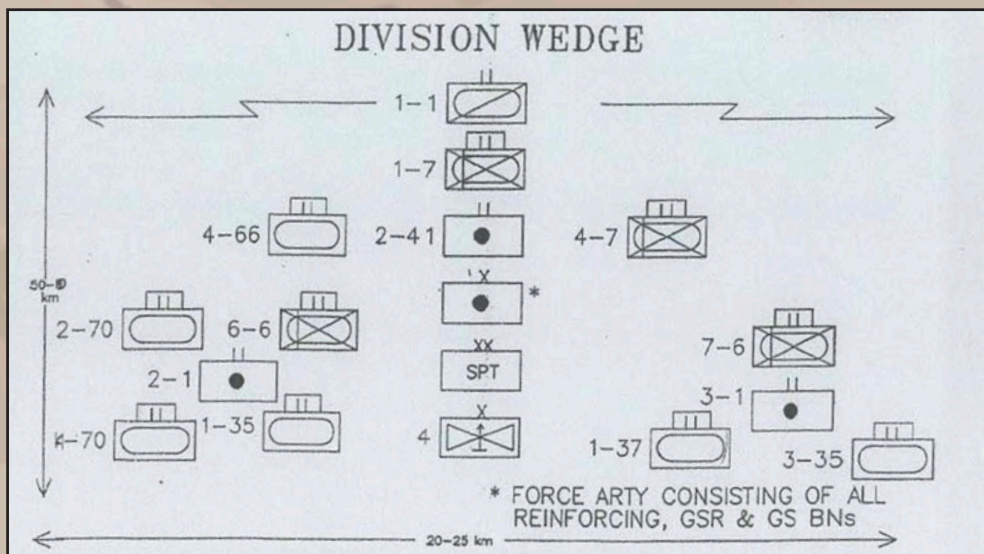 DIVISION WEDGE
1-1
1-7
4-66
2-41
4-7
km
*
2-70
6-6
7-6
SPT
2-1
3-1
1-35
4
-70
1-37
3-35
* FORCE ARTY CONSISTING OF ALL
REINFORCING, GSR & GS BNs
20-25 km